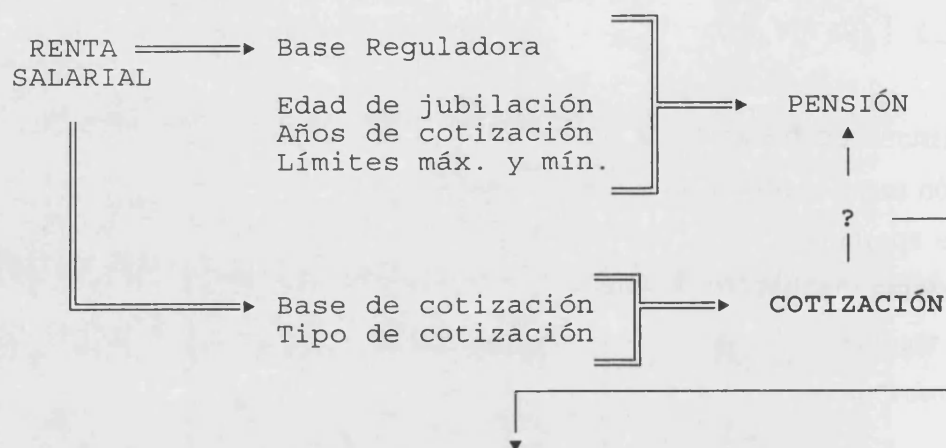 RENTA
SALARIAL
Base Reguladora
Edad de jubilación
Años de cotización
Límites máx. y mín.
PENSIÓN
?
Base de cotización
Tipo de cotización
COTIZACIÓN